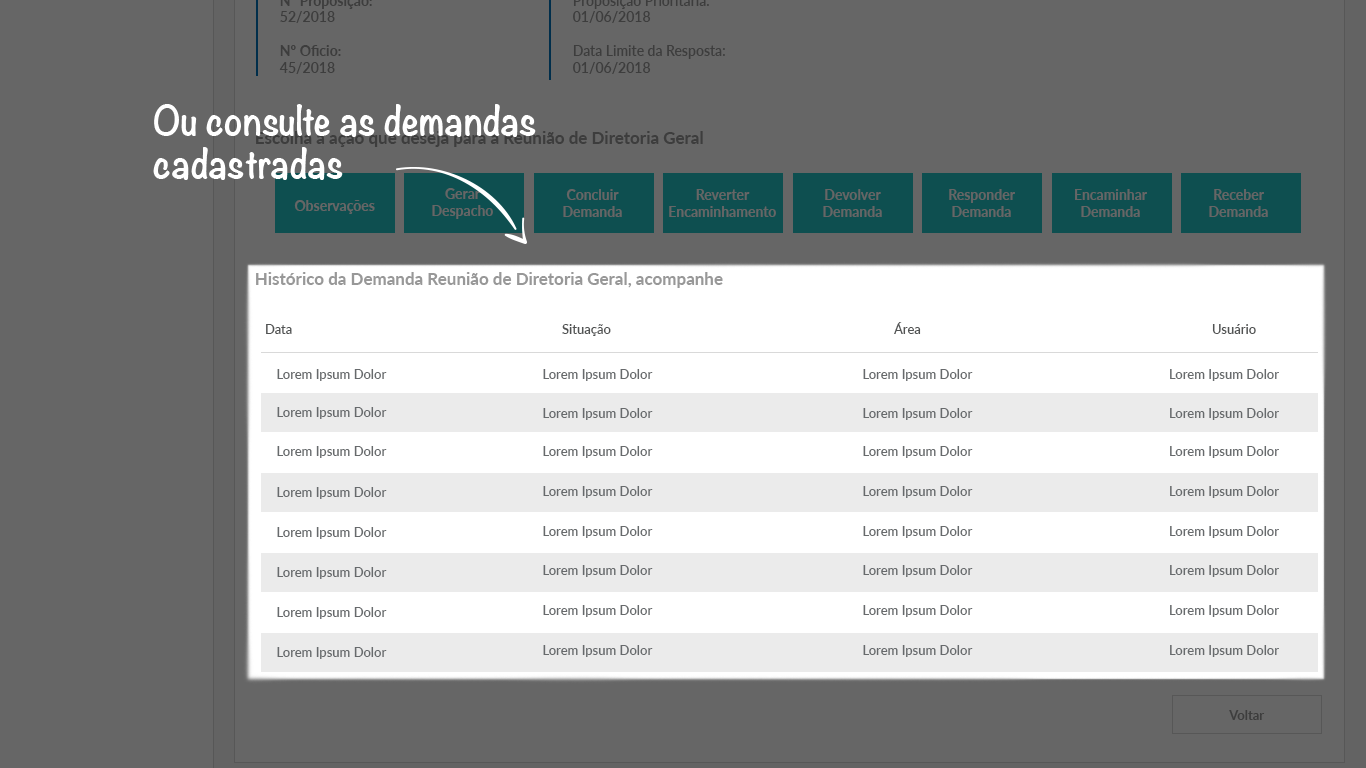 Nº Proposição:
52/2018
Proposição Prioritária:
01/06/2018
Nº Oficio:
45/2018
Data Limite da Resposta:
01/06/2018
Ou consulte as demandas
cadastradas
Escolha a ação que deseja para a Reunião de Diretoria Geral
Observações
Gerar
Despacho
Concluir
Demanda
Reverter
Encaminhamento
Devolver
Demanda
Responder
Demanda
Encaminhar
Demanda
Receber
Demanda
Histórico da Demanda Reunião de Diretoria Geral, acompanhe
Data Situação Área Usuário
Lorem Ipsum Dolor Lorem Ipsum Dolor Lorem Ipsum Dolor Lorem Ipsum Dolor
Lorem Ipsum Dolor Lorem Ipsum Dolor Lorem Ipsum Dolor Lorem Ipsum Dolor
Lorem Ipsum Dolor Lorem Ipsum Dolor Lorem Ipsum Dolor Lorem Ipsum Dolor
Lorem Ipsum Dolor Lorem Ipsum Dolor Lorem Ipsum Dolor Lorem Ipsum Dolor
Lorem Ipsum Dolor Lorem Ipsum Dolor Lorem Ipsum Dolor Lorem Ipsum Dolor
Lorem Ipsum Dolor Lorem Ipsum Dolor Lorem Ipsum Dolor Lorem Ipsum Dolor
Lorem Ipsum Dolor Lorem Ipsum Dolor Lorem Ipsum Dolor Lorem Ipsum Dolor
Lorem Ipsum Dolor Lorem Ipsum Dolor Lorem Ipsum Dolor Lorem Ipsum Dolor
Voltar